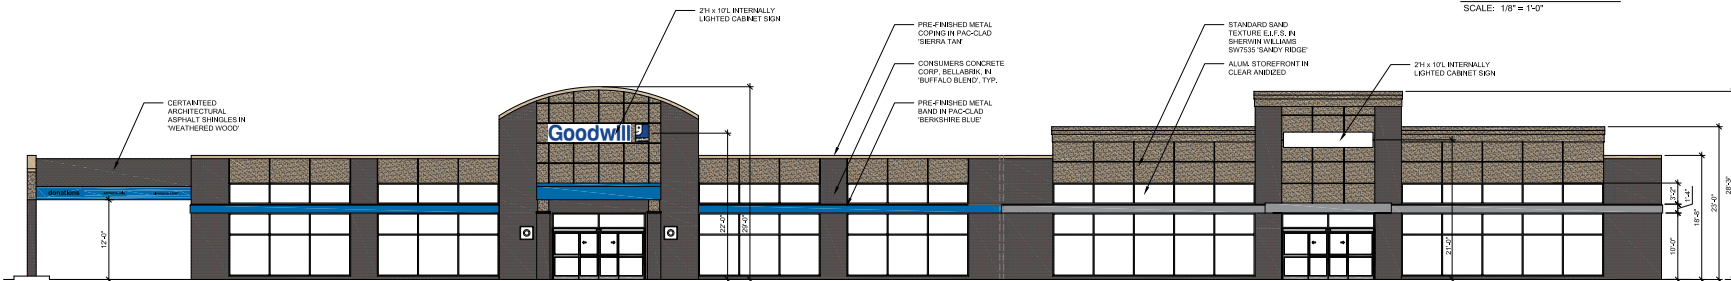 SCALE: 1/8" = 1'-0"
2'H x 10'L INTERNALLY
LIGHTED CABINET SIGN
PRE-FINISHED METAL
COPING IN PAC-CLAD
'SIERRA TAN'
STANDARD SAND
TEXTURE E.I.F.S. IN
SHERWIN WILLIAMS
SW7535 'SANDY RIDGE'
CONSUMERS CONCRETE
CORP. BELLABRIK, IN
'BUFFALO BLEND', TYP.
ALUM. STOREFRONT IN
CLEAR ANIDIZED
2'H x 10'L INTERNALLY
LIGHTED CABINET SIGN
CERTAINTEED
ARCHITECTURAL
ASPHALT SHINGLES IN
'WEATHERED WOOD'
PRE-FINISHED METAL
BAND IN PAC-CLAD
'BERKSHIRE BLUE'
Goodwill
donations
12'-0"
22'-0"
29'-0"
21'-0"
10'-0"
3'-2"
1'-4"
18'-8"
23'-0"